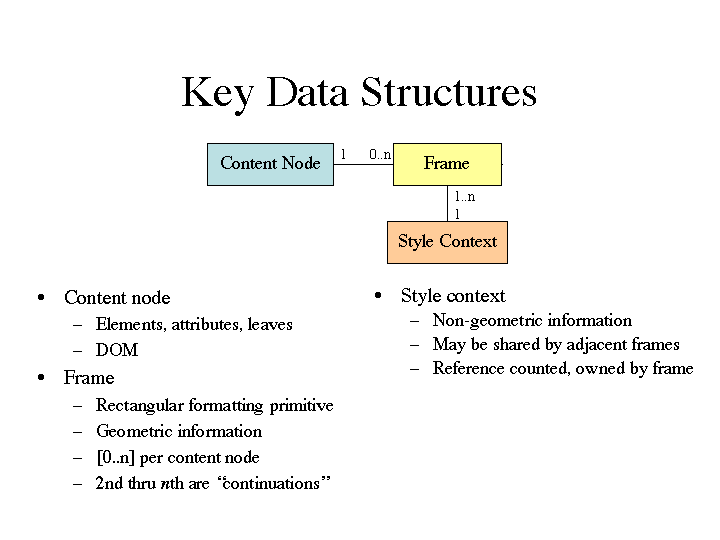 Key Data Structures
Content Node
1
0..n
Frame
1..n
1
Style Context
• Content node
– Elements, attributes, leaves
– DOM
• Frame
– Rectangular formatting primitive
– Geometric information
– [0..n] per content node
– 2nd thru nth are “continuations”
• Style context
– Non-geometric information
– May be shared by adjacent frames
– Reference counted, owned by frame